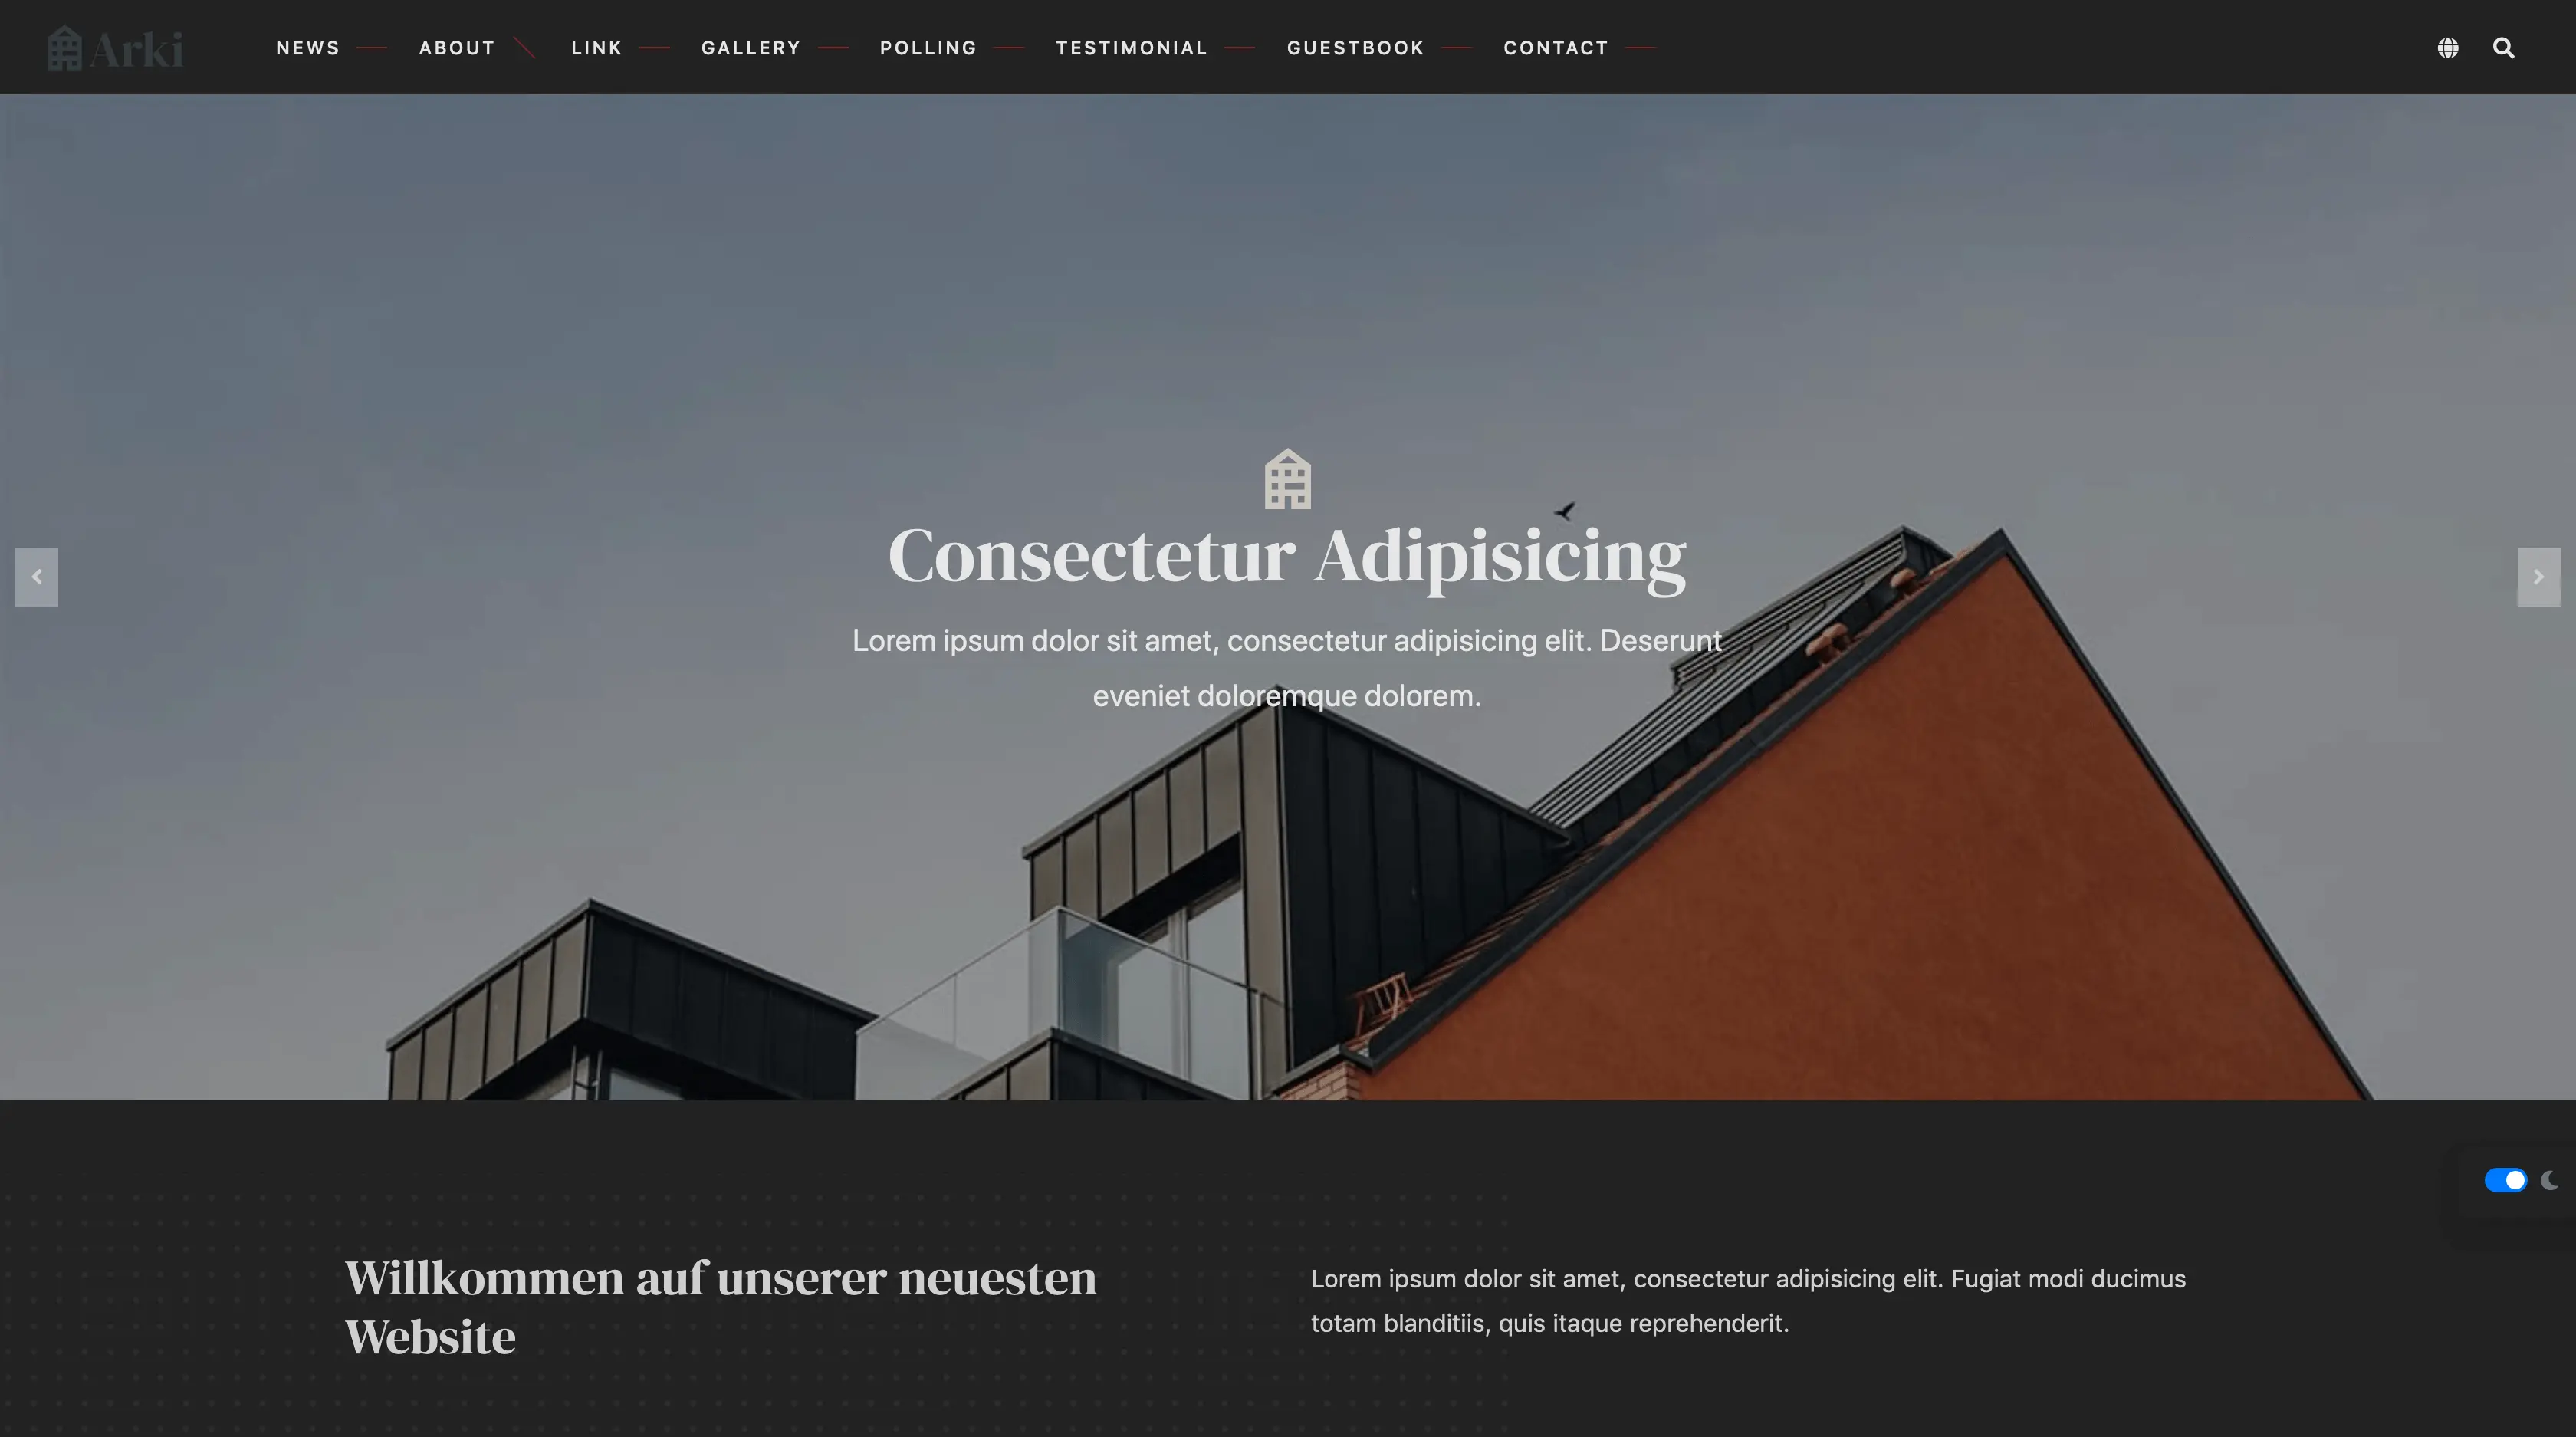 Arki
NEWS
ABOUT
LINK
GALLERY
POLLING
TESTIMONIAL
GUESTBOOK
CONTACT
Consectetur Adipisicing
Lorem ipsum dolor sit amet, consectetur adipisicing elit. Deserunt
eveniet doloremque dolorem.
Willkommen auf unserer neuesten
Website
Lorem ipsum dolor sit amet, consectetur adipisicing elit. Fugiat modi ducimus
totam blanditiis, quis itaque reprehenderit.